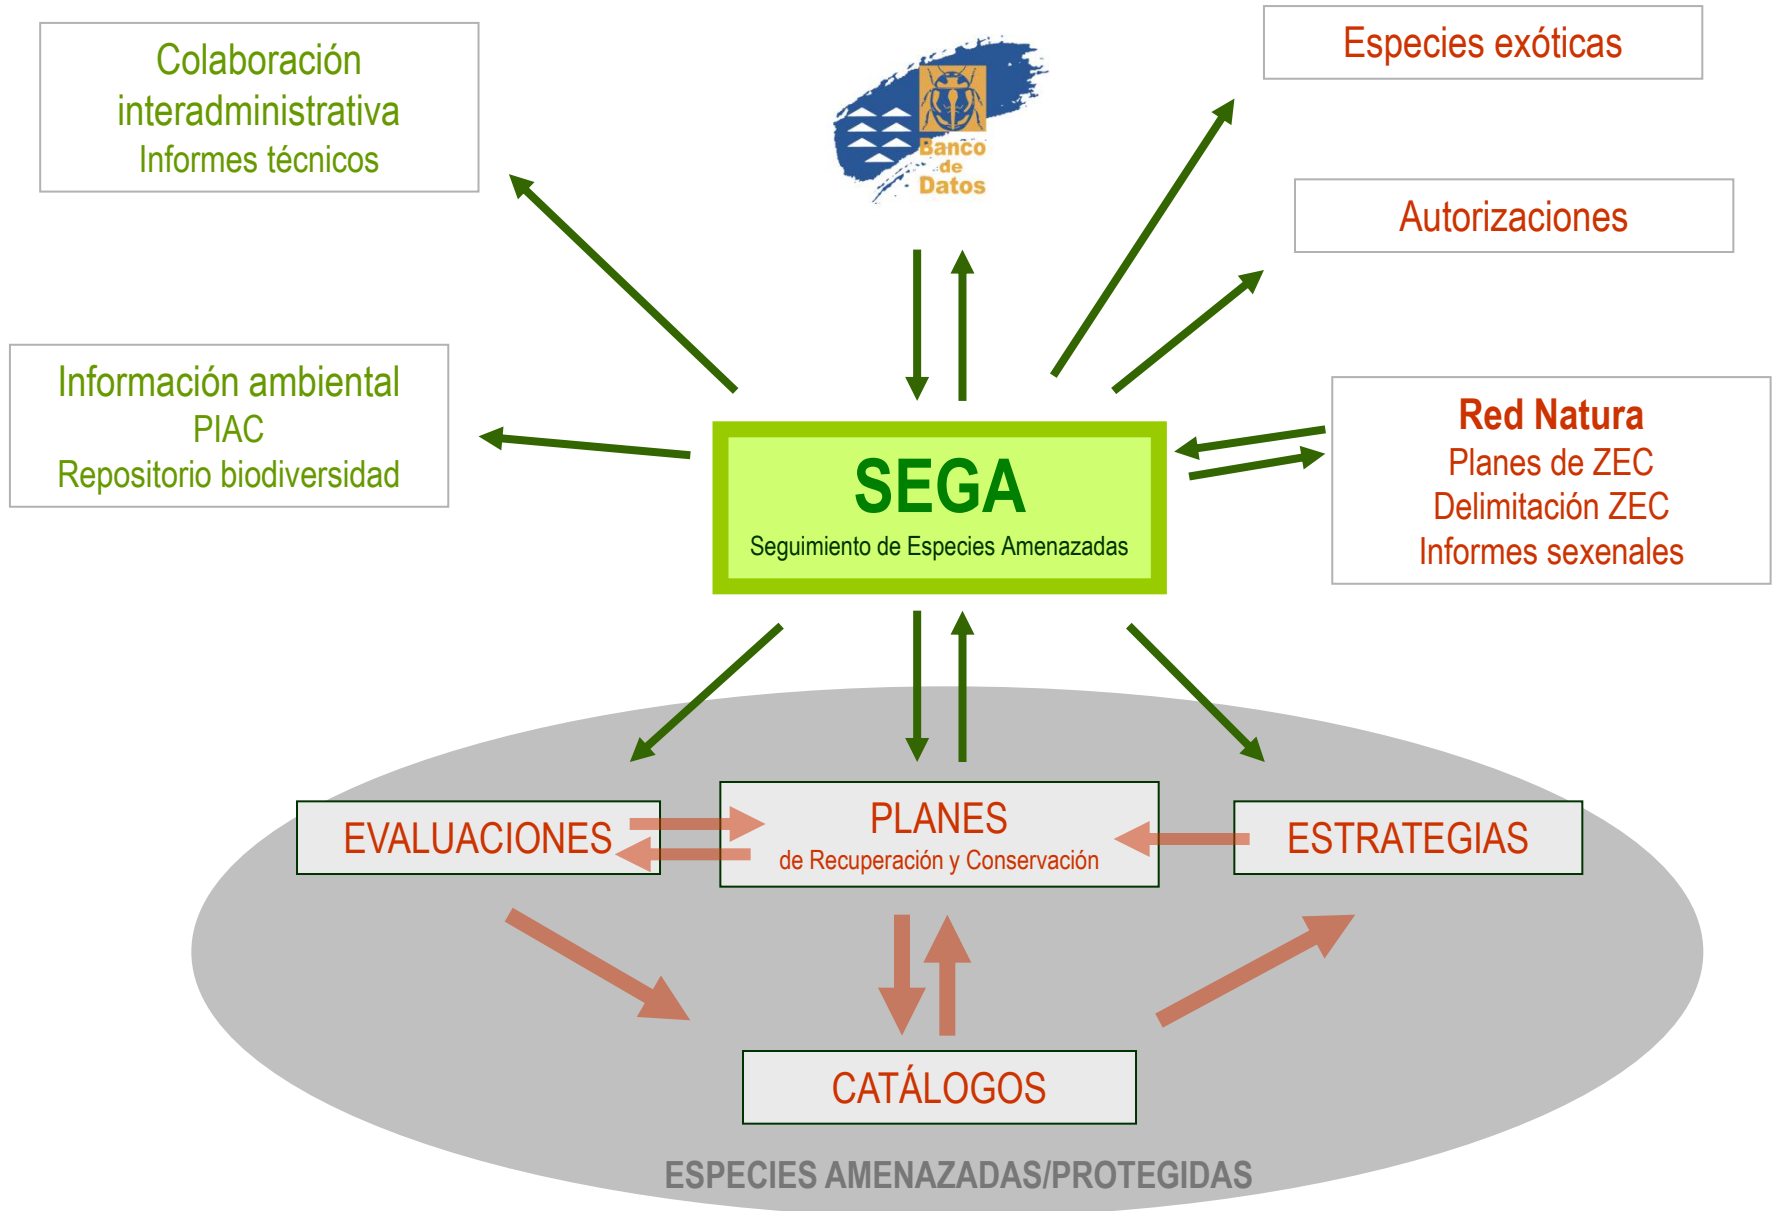 Colaboración
interadministrativa
Informes técnicos
Banco
de
Datos
Especies exóticas
Autorizaciones
Información ambiental
PIAC
Repositorio biodiversidad
SEGA
Seguimiento de Especies Amenazadas
Red Natura
Planes de ZEC
Delimitación ZEC
Informes sexenales
EVALUACIONES
PLANES
de Recuperación y Conservación
ESTRATEGIAS
CATÁLOGOS
ESPECIES AMENAZADAS/PROTEGIDAS